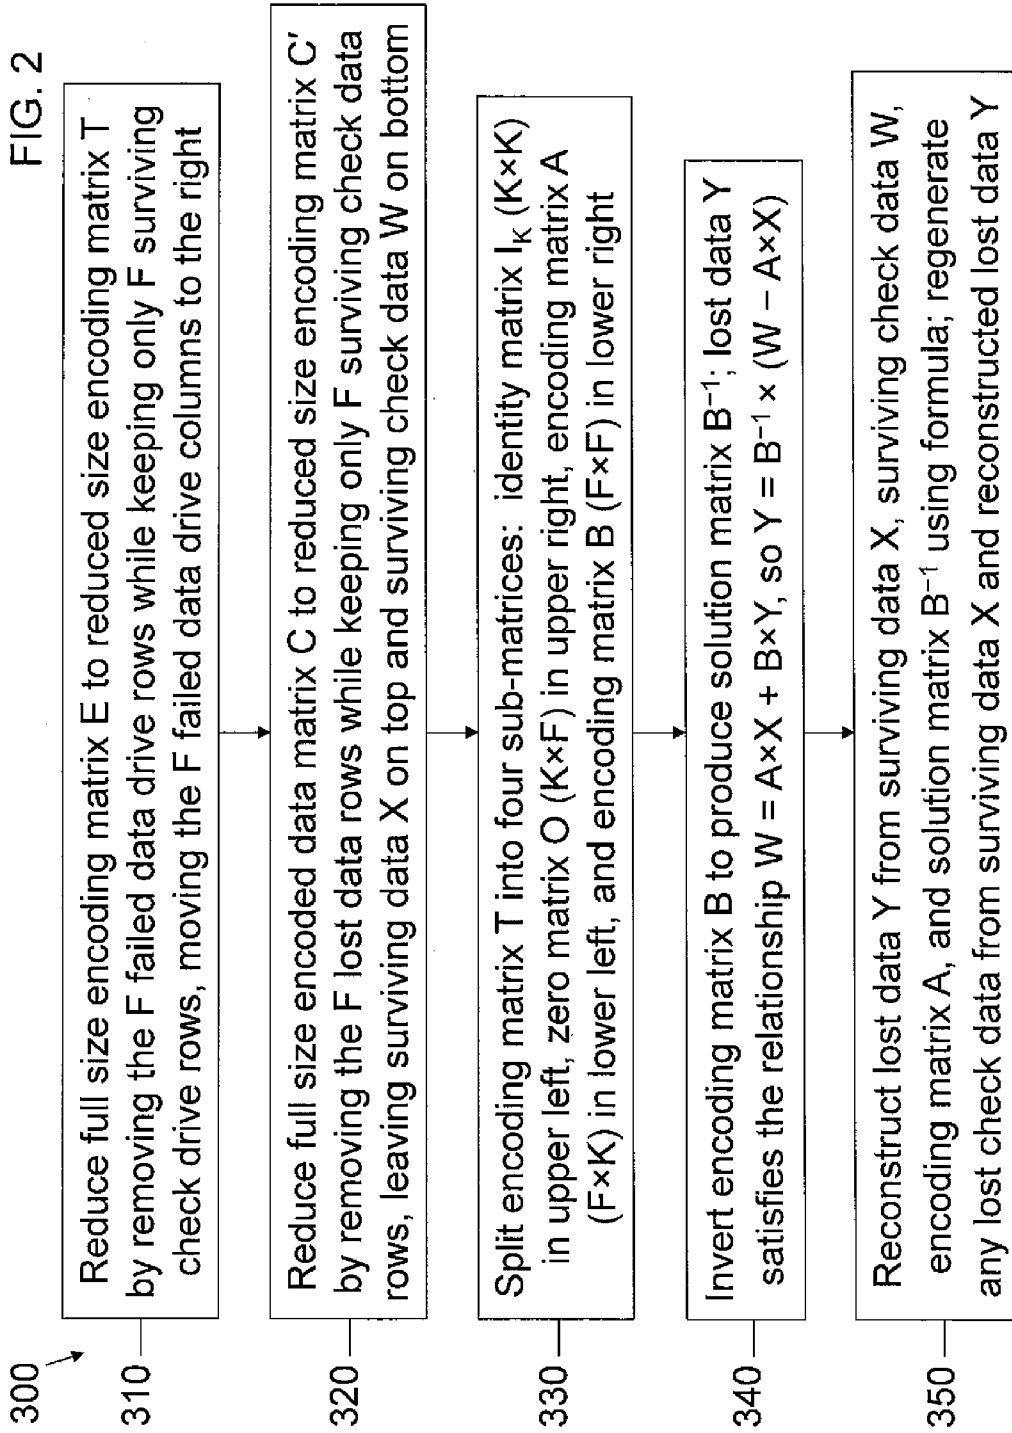 FIG. 2
300
310
Reduce full size encoding matrix E to reduced size encoding matrix T
by removing the F failed data drive rows while keeping only F surviving
check drive rows, moving the F failed data drive columns to the right
320
Reduce full size encoded data matrix C to reduced size encoding matrix C′
by removing the F lost data rows while keeping only F surviving check data
rows, leaving surviving data X on top and surviving check data W on bottom
330
Split encoding matrix T into four sub-matrices: identity matrix I_K (K×K)
in upper left, zero matrix O (K×F) in upper right, encoding matrix A
(F×K) in lower left, and encoding matrix B (F×F) in lower right
340
Invert encoding matrix B to produce solution matrix B⁻¹; lost data Y
satisfies the relationship W = A×X + B×Y, so Y = B⁻¹ × (W – A×X)
350
Reconstruct lost data Y from surviving data X, surviving check data W,
encoding matrix A, and solution matrix B⁻¹ using formula; regenerate
any lost check data from surviving data X and reconstructed lost data Y